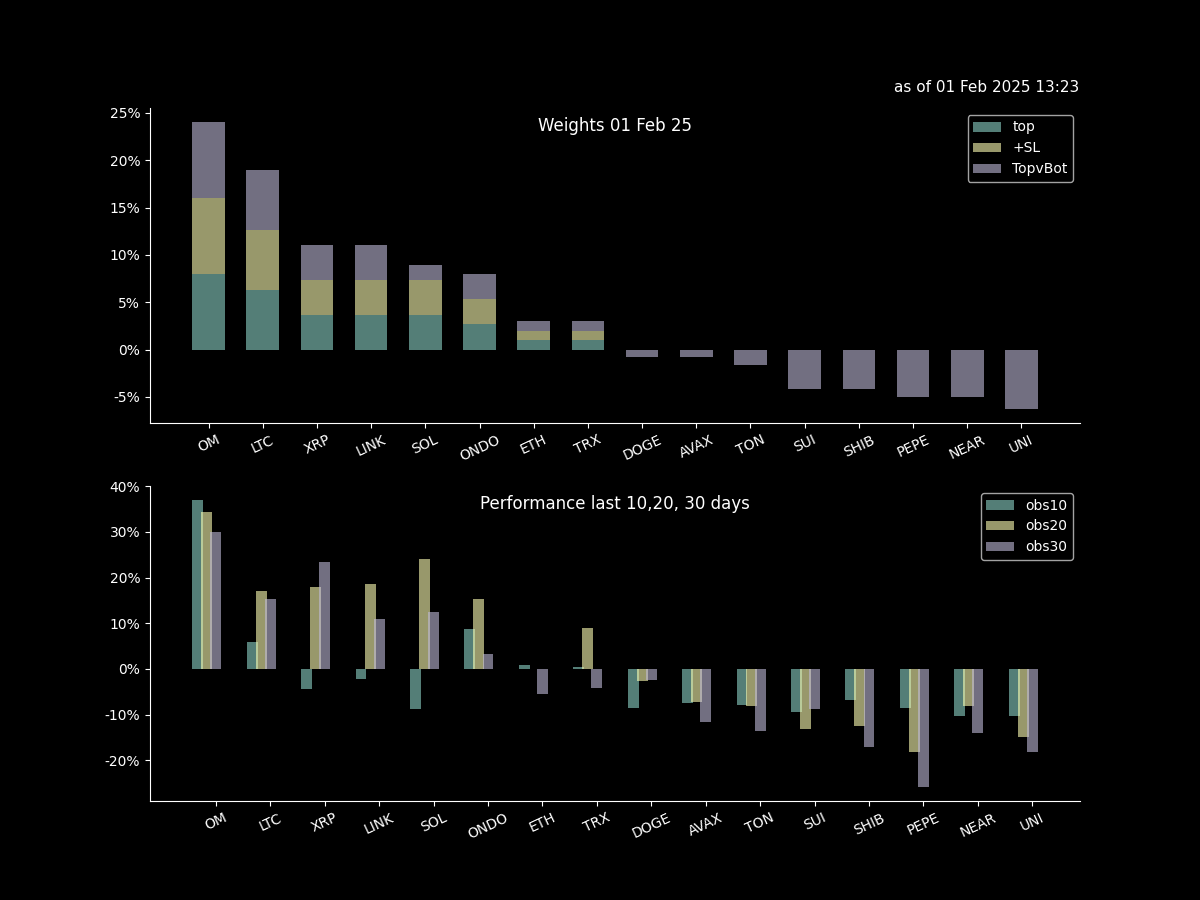 as of 01 Feb 2025 13:23
Weights 01 Feb 25
top
+SL
TopvBot
25%
20%
15%
10%
5%
0%
-5%
OM LTC XRP LINK SOL ONDO ETH TRX DOGE AVAX TON SUI SHIB PEPE NEAR UNI
Performance last 10,20, 30 days
obs10
obs20
obs30
40%
30%
20%
10%
0%
-10%
-20%
OM LTC XRP LINK SOL ONDO ETH TRX DOGE AVAX TON SUI SHIB PEPE NEAR UNI